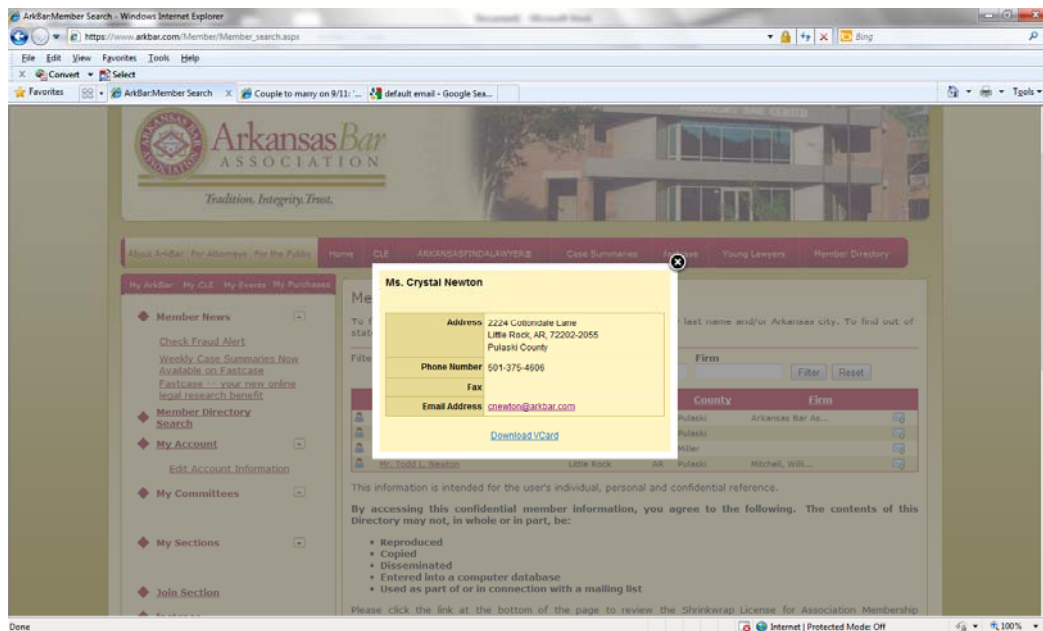 ArkBar:Member Search - Windows Internet Explorer
https://www.arkbar.com/Member/Member_search.aspx
Bing
File Edit View Favorites Tools Help
X Convert Select
Favorites
ArkBar:Member Search X
Couple to marry on 9/11: '...
default email - Google Sea...
Tools
Arkansas Bar
ASSOCIATION
Tradition. Integrity. Trust.
About ArkBar For Attorneys For the Public Home CLE ARKANSASFINDALAWYER® Case Summaries Young Lawyers Member Directory
My ArkBar My CLE My Events My Purchases
Member News
Check Fraud Alert
Weekly Case Summaries Now
Available on Fastcase
Fastcase -- your new online
legal research benefit
Member Directory
Search
My Account
Edit Account Information
My Committees
My Sections
Join Section
Me
To f
stat
last name and/or Arkansas city. To find out of
Filte
Firm
Filter Reset
County Firm
Pulaski Arkansas Bar As...
Pulaski
Miller
Mr. Todd L. Newton Little Rock AR Pulaski Mitchell, Willi...
Ms. Crystal Newton
Address 2224 Cottondale Lane
Little Rock, AR, 72202-2055
Pulaski County
Phone Number 501-375-4606
Fax
Email Address cnewton@arkbar.com
Download VCard
This information is intended for the user's individual, personal and confidential reference.
By accessing this confidential member information, you agree to the following. The contents of this
Directory may not, in whole or in part, be:
• Reproduced
• Copied
• Disseminated
• Entered into a computer database
• Used as part of or in connection with a mailing list
Please click the link at the bottom of the page to review the Shrinkwrap License for Association Membership
Done
Internet | Protected Mode: Off
100%